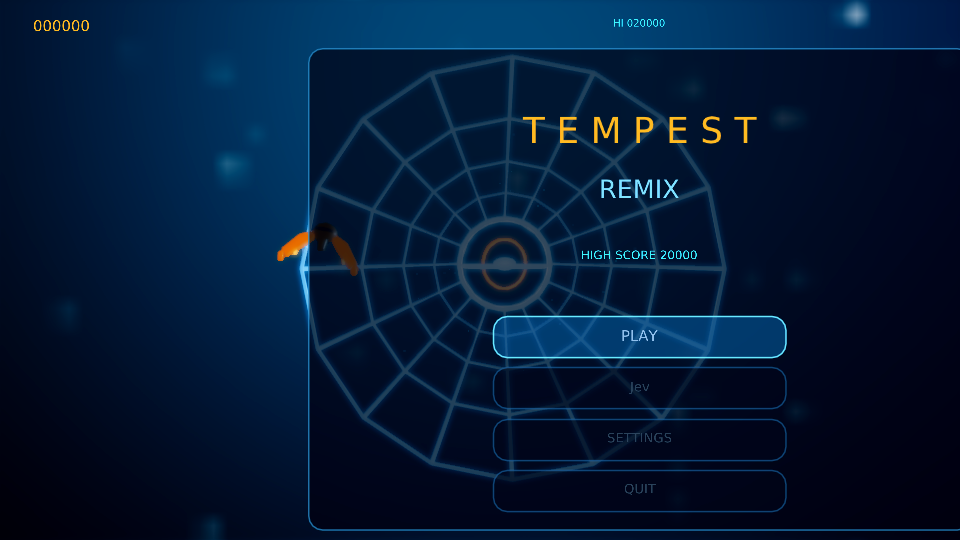 000000
HI 020000
TEMPEST
REMIX
HIGH SCORE 20000
PLAY
Jev
SETTINGS
QUIT